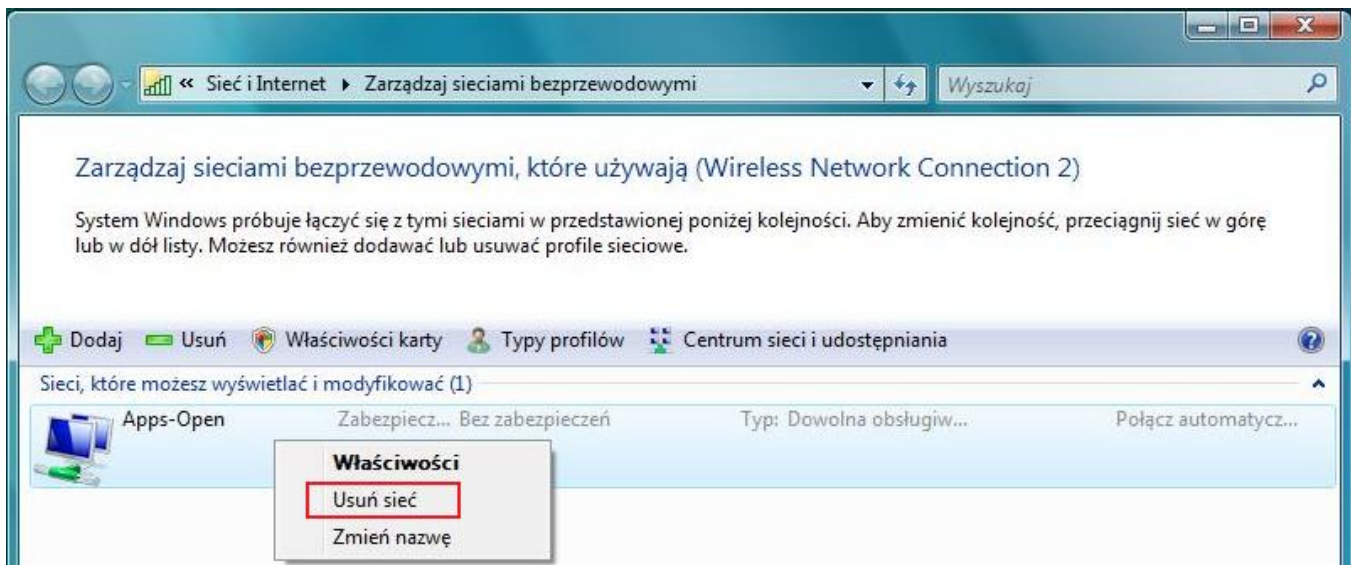 « Sieć i Internet ▸ Zarządzaj sieciami bezprzewodowymi
Wyszukaj
Zarządzaj sieciami bezprzewodowymi, które używają (Wireless Network Connection 2)
System Windows próbuje łączyć się z tymi sieciami w przedstawionej poniżej kolejności. Aby zmienić kolejność, przeciągnij sieć w górę
lub w dół listy. Możesz również dodawać lub usuwać profile sieciowe.
Dodaj Usuń Właściwości karty Typy profilów Centrum sieci i udostępniania
Sieci, które możesz wyświetlać i modyfikować (1)
Apps-Open Zabezpiecz... Bez zabezpieczeń Typ: Dowolna obsługiw... Połącz automatycz...
Właściwości
Usuń sieć
Zmień nazwę